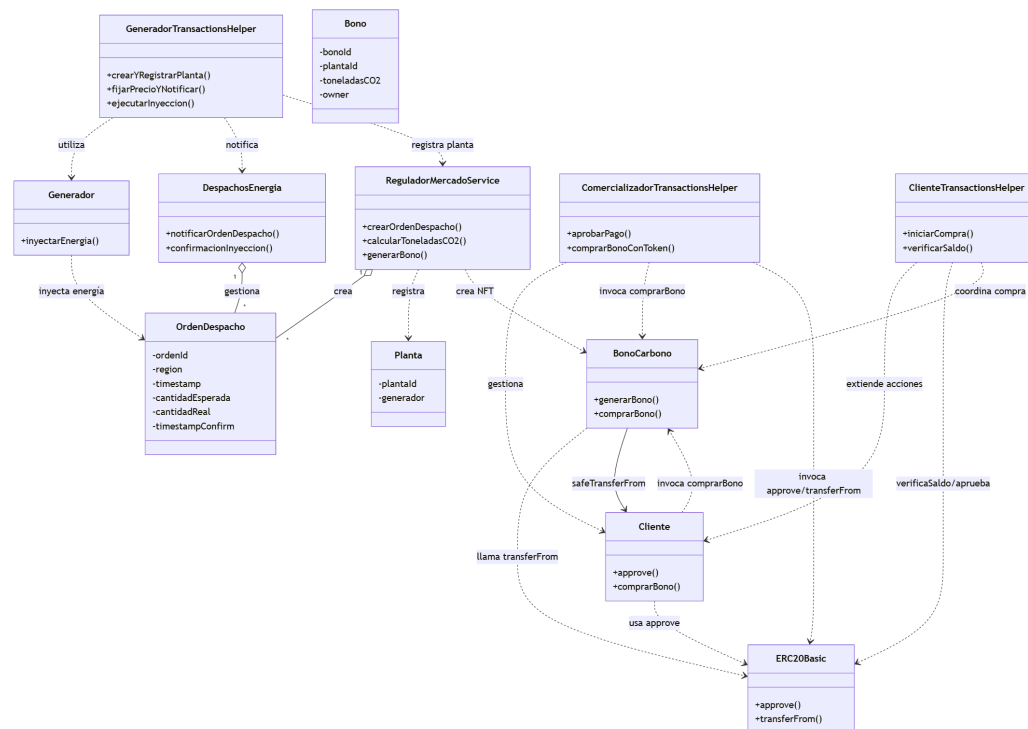 GeneradorTransactionsHelper
+crearYRegistrarPlanta()
+fijarPrecioYNotificar()
+ejecutarInyeccion()
Bono
-bonoId
-plantaId
-toneladasCO2
-owner
utiliza
notifica
registra planta
Generador
+inyectarEnergia()
DespachosEnergia
+notificarOrdenDespacho()
+confirmacionInyeccion()
ReguladorMercadoService
+crearOrdenDespacho()
+calcularToneladasCO2()
+generarBono()
ComercializadorTransactionsHelper
+aprobarPago()
+comprarBonoConToken()
ClienteTransactionsHelper
+iniciarCompra()
+verificarSaldo()
1
1
inyecta energía
gestiona
crea
registra
crea NFT
invoca comprarBono
coordina compra
*
*
OrdenDespacho
-ordenId
-region
-timestamp
-cantidadEsperada
-cantidadReal
-timestampConfirm
Planta
-plantaId
-generador
BonoCarbono
+generarBono()
+comprarBono()
gestiona
extiende acciones
safeTransferFrom
invoca comprarBono
invoca
approve/transferFrom
verificaSaldo/aprueba
Cliente
+approve()
+comprarBono()
llama transferFrom
usa approve
ERC20Basic
+approve()
+transferFrom()